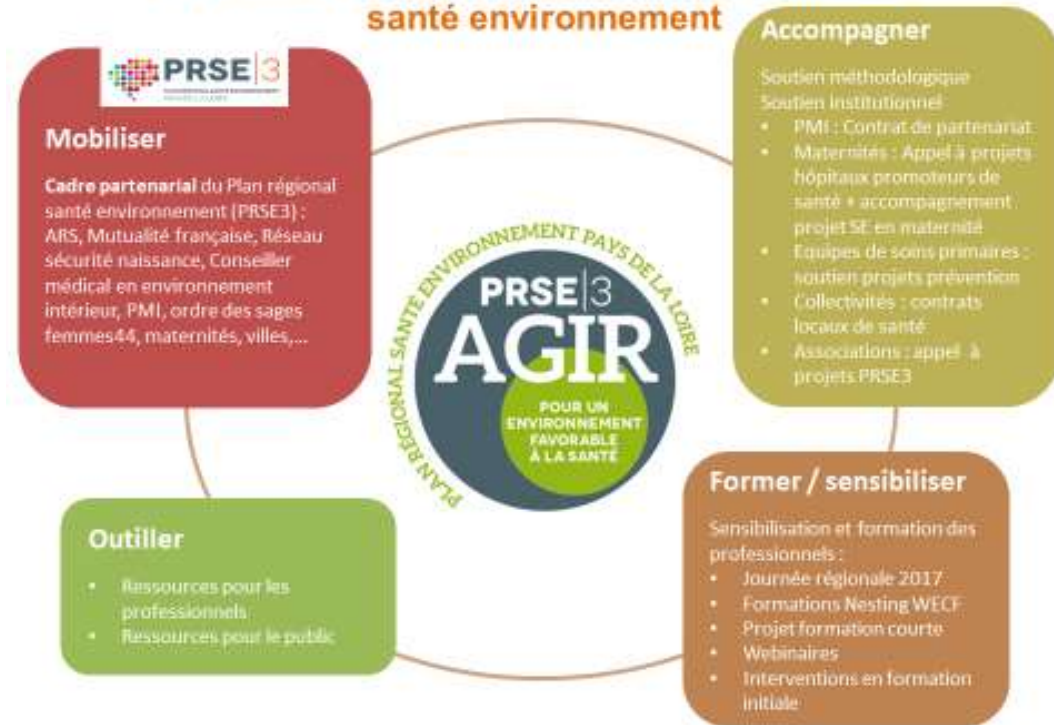 santé environnement
PRSE|3
Mobiliser
Cadre partenarial du Plan régional
santé environnement (PRSE3) :
ARS, Mutualité française, Réseau
sécurité naissance, Conseiller
médical en environnement
intérieur, PMI, ordre des sages
femmes44, maternités, villes,...
Accompagner
Soutien méthodologique
Soutien institutionnel
• PMI : Contrat de partenariat
• Maternités : Appel à projets
hôpitaux promoteurs de
santé + accompagnement
projet SE en maternité
• Equipes de soins primaires :
soutien projets prévention
• Collectivités : contrats
locaux de santé
• Associations : appel à
projets PRSE3
PLAN RÉGIONAL SANTÉ ENVIRONNEMENT PAYS DE LA LOIRE
PRSE|3
AGIR
POUR UN
ENVIRONNEMENT
FAVORABLE
À LA SANTÉ
Outiller
• Ressources pour les
professionnels
• Ressources pour le public
Former / sensibiliser
Sensibilisation et formation des
professionnels :
• Journée régionale 2017
• Formations Nesting WECF
• Projet formation courte
• Webinaires
• Interventions en formation
initiale